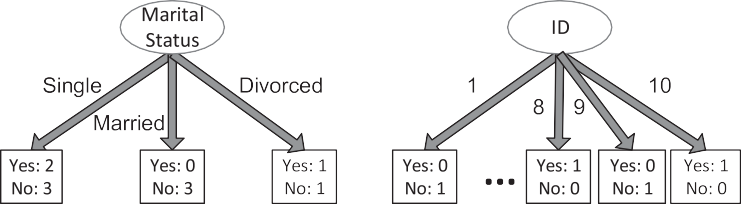 Marital
Status
Single
Married
Divorced
Yes: 2
No: 3
Yes: 0
No: 3
Yes: 1
No: 1
ID
1
8
9
10
Yes: 0
No: 1
...
Yes: 1
No: 0
Yes: 0
No: 1
Yes: 1
No: 0